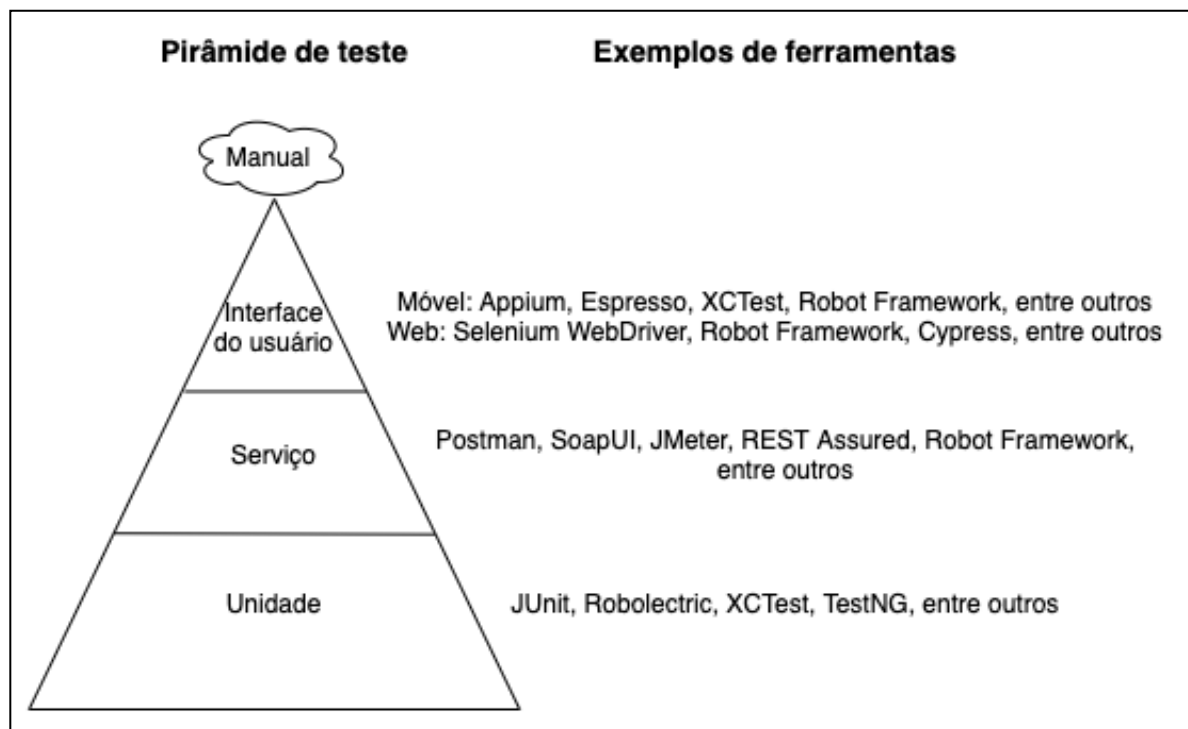 Pirâmide de teste
Exemplos de ferramentas
Manual
Interface
do usuário
Móvel: Appium, Espresso, XCTest, Robot Framework, entre outros
Web: Selenium WebDriver, Robot Framework, Cypress, entre outros
Serviço
Postman, SoapUI, JMeter, REST Assured, Robot Framework,
entre outros
Unidade
JUnit, Robolectric, XCTest, TestNG, entre outros